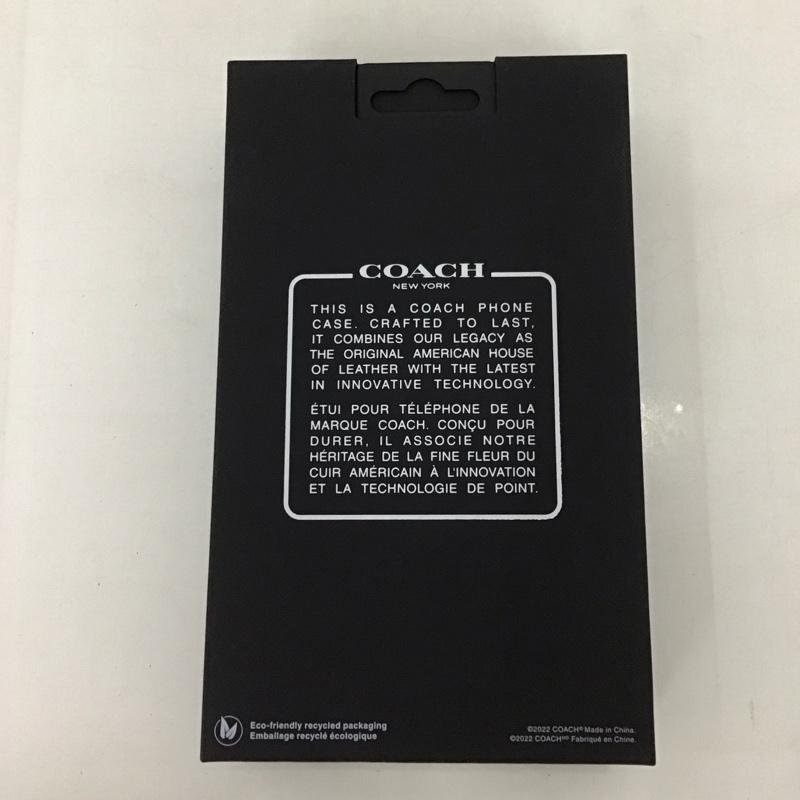 COACH
NEW YORK
THIS IS A COACH PHONE
CASE. CRAFTED TO LAST,
IT COMBINES OUR LEGACY AS
THE ORIGINAL AMERICAN HOUSE
OF LEATHER WITH THE LATEST
IN INNOVATIVE TECHNOLOGY.
ÉTUI POUR TÉLÉPHONE DE LA
MARQUE COACH. CONÇU POUR
DURER, IL ASSOCIE NOTRE
HÉRITAGE DE LA FINE FLEUR DU
CUIR AMÉRICAIN À L'INNOVATION
ET LA TECHNOLOGIE DE POINT.
Eco-friendly recycled packaging
Emballage recyclé écologique
©2022 COACH® Made in China.
©2022 COACHᴹᴰ Fabriqué en Chine.